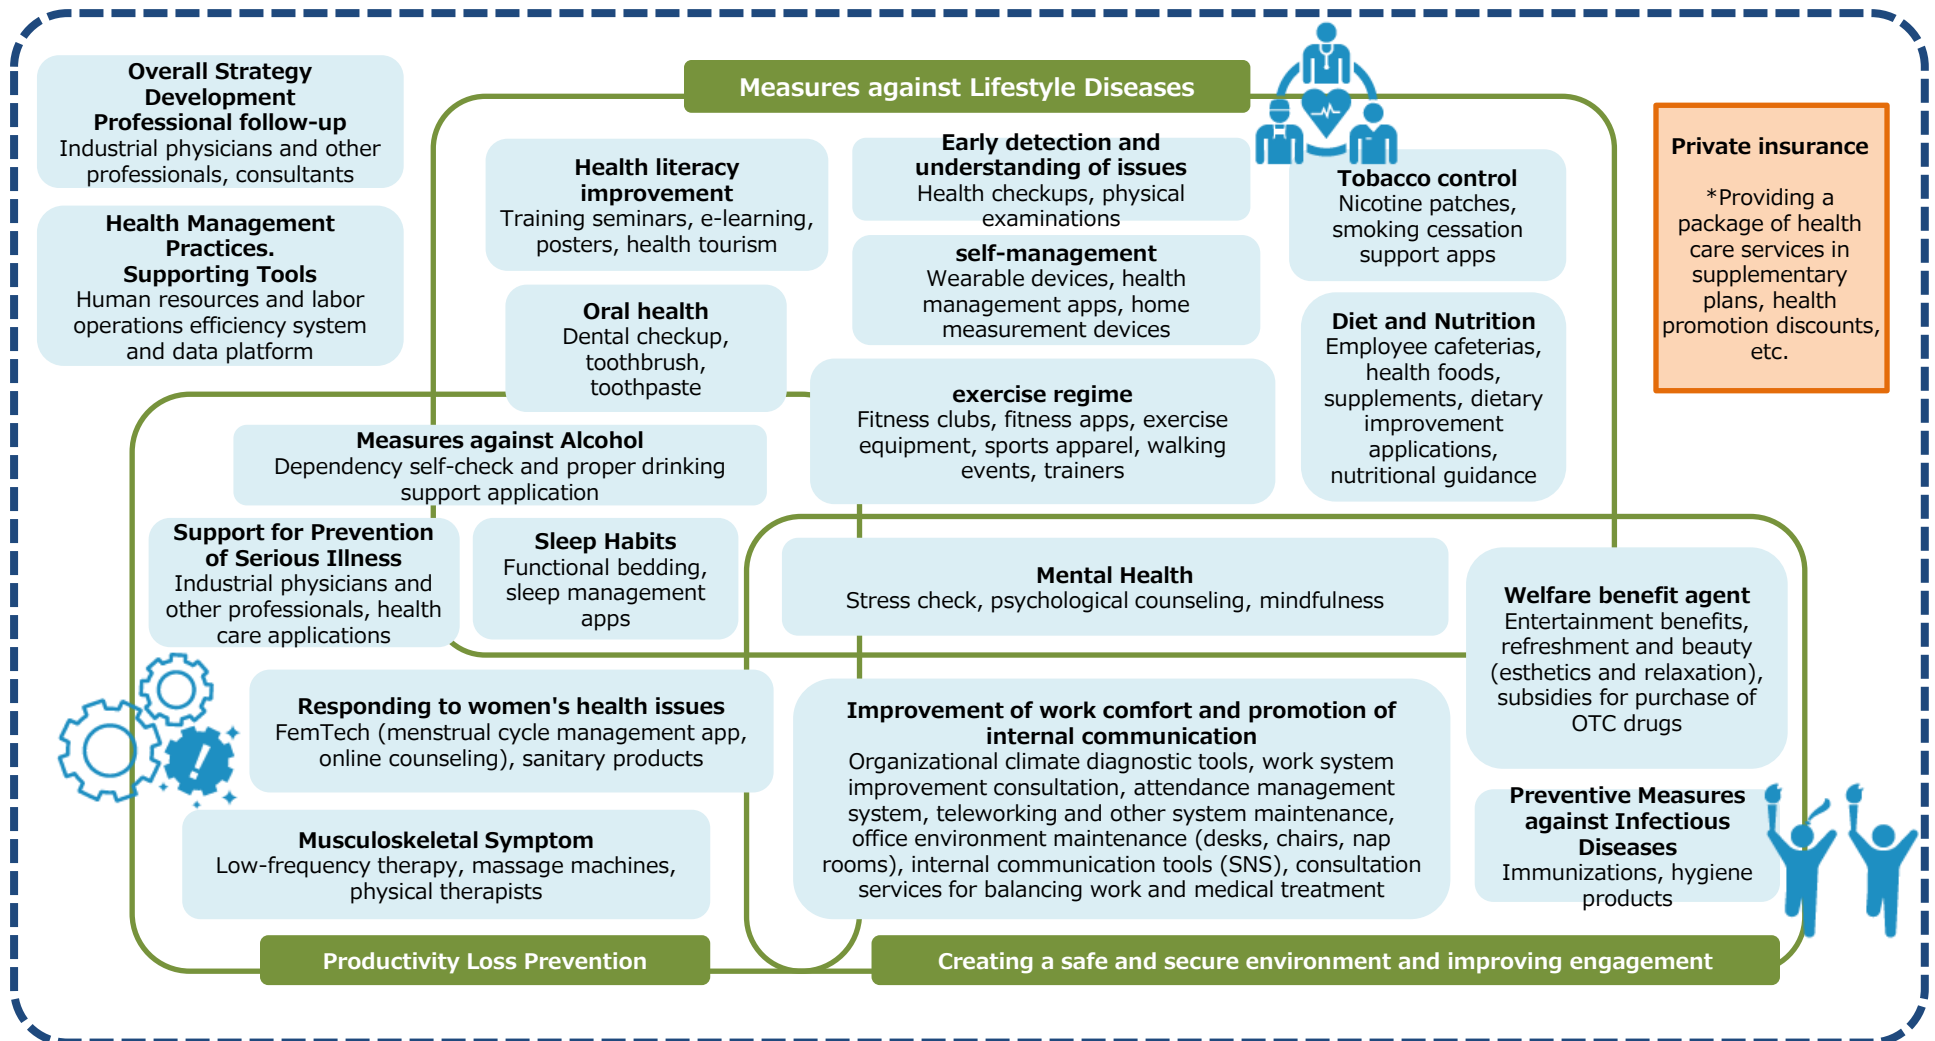 Overall Strategy
Development
Professional follow-up
Industrial physicians and other
professionals, consultants
Health Management
Practices.
Supporting Tools
Human resources and labor
operations efficiency system
and data platform
Measures against Lifestyle Diseases
Health literacy
improvement
Training seminars, e-learning,
posters, health tourism
Early detection and
understanding of issues
Health checkups, physical
examinations
Tobacco control
Nicotine patches,
smoking cessation
support apps
Private insurance
*Providing a
package of health
care services in
supplementary
plans, health
promotion discounts,
etc.
self-management
Wearable devices, health
management apps, home
measurement devices
Oral health
Dental checkup,
toothbrush,
toothpaste
Diet and Nutrition
Employee cafeterias,
health foods,
supplements, dietary
improvement
applications,
nutritional guidance
exercise regime
Fitness clubs, fitness apps, exercise
equipment, sports apparel, walking
events, trainers
Measures against Alcohol
Dependency self-check and proper drinking
support application
Support for Prevention
of Serious Illness
Industrial physicians and
other professionals, health
care applications
Sleep Habits
Functional bedding,
sleep management
apps
Mental Health
Stress check, psychological counseling, mindfulness
Welfare benefit agent
Entertainment benefits,
refreshment and beauty
(esthetics and relaxation),
subsidies for purchase of
OTC drugs
Responding to women's health issues
FemTech (menstrual cycle management app,
online counseling), sanitary products
Improvement of work comfort and promotion of
internal communication
Organizational climate diagnostic tools, work system
improvement consultation, attendance management
system, teleworking and other system maintenance,
office environment maintenance (desks, chairs, nap
rooms), internal communication tools (SNS), consultation
services for balancing work and medical treatment
Preventive Measures
against Infectious
Diseases
Immunizations, hygiene
products
Musculoskeletal Symptom
Low-frequency therapy, massage machines,
physical therapists
Productivity Loss Prevention
Creating a safe and secure environment and improving engagement